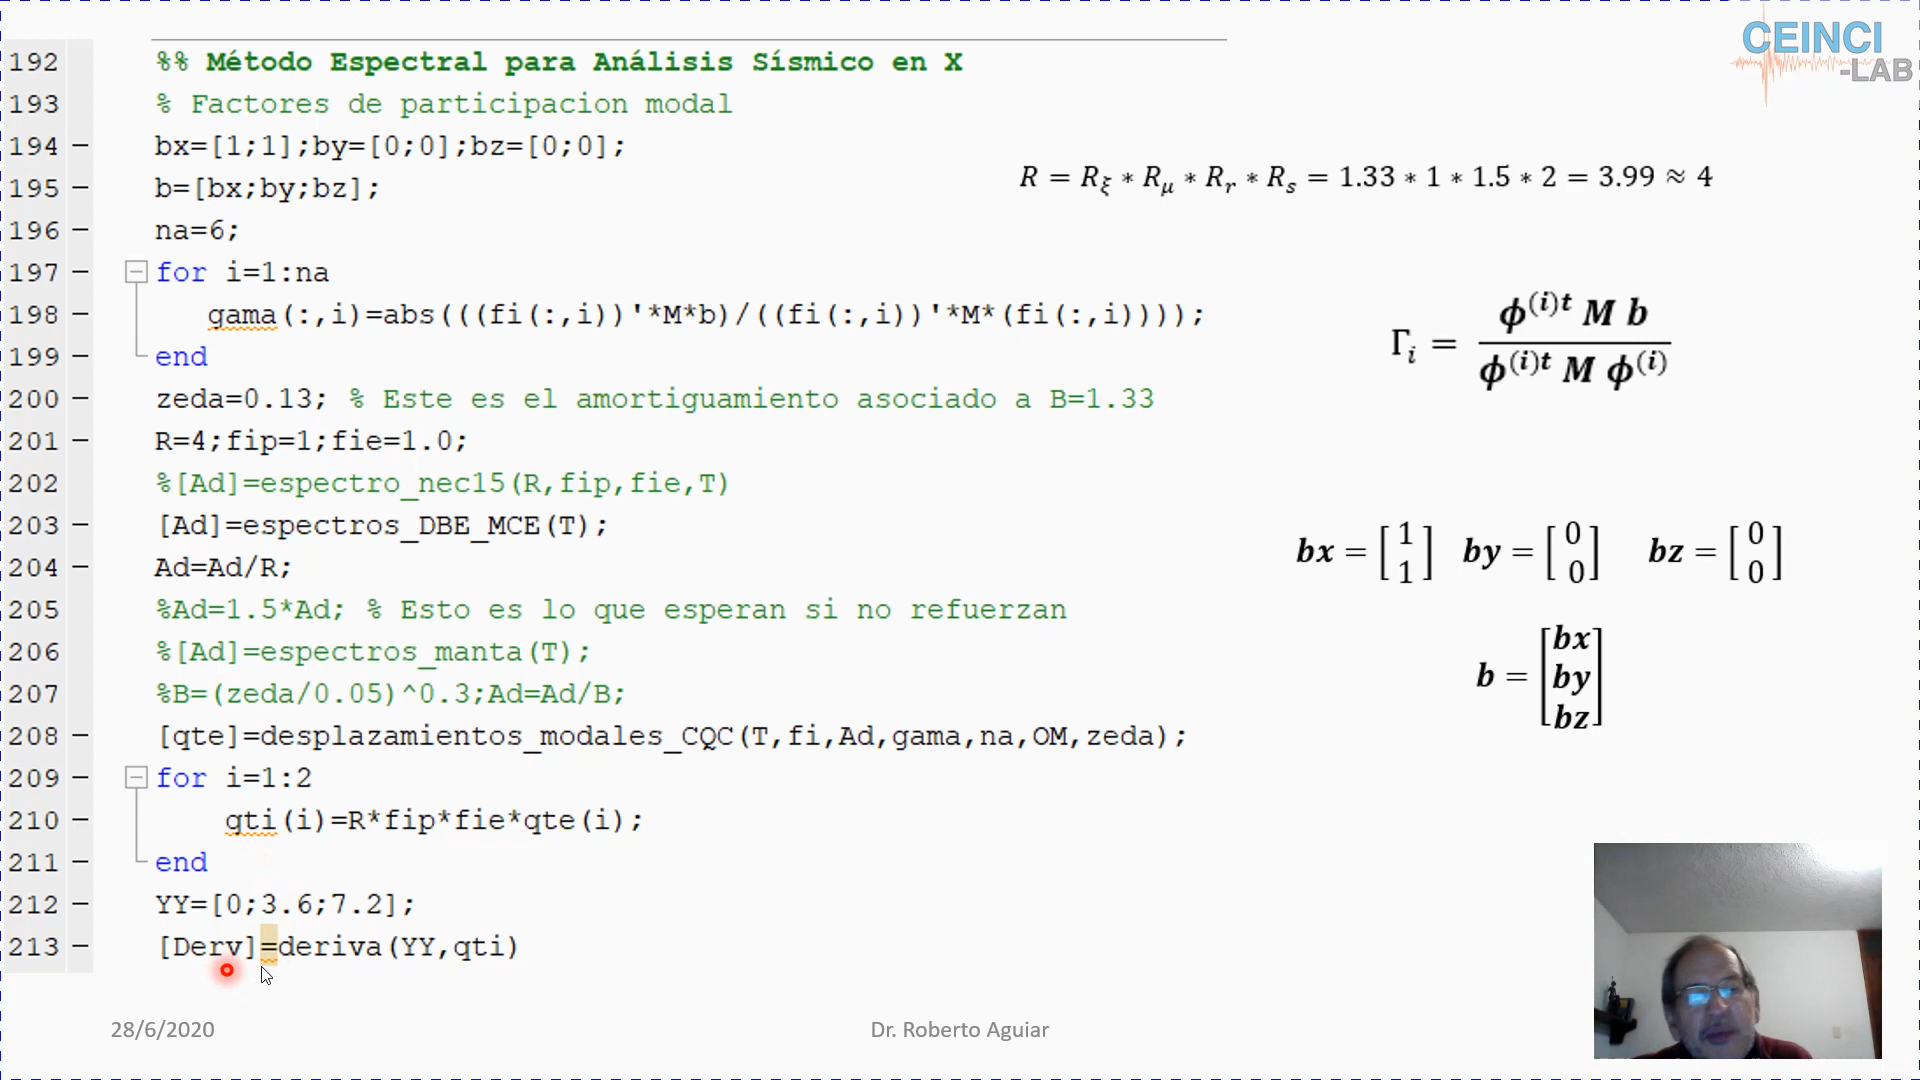 CEINCI
-LAB
192 %% Método Espectral para Análisis Sísmico en X
193 % Factores de participacion modal
194 – bx=[1;1];by=[0;0];bz=[0;0];
195 – b=[bx;by;bz];
196 – na=6;
197 – for i=1:na
198 – gama(:,i)=abs(((fi(:,i))'*M*b)/((fi(:,i))'*M*(fi(:,i))));
199 – end
200 – zeda=0.13; % Este es el amortiguamiento asociado a B=1.33
201 – R=4;fip=1;fie=1.0;
202 – %[Ad]=espectro_nec15(R,fip,fie,T)
203 – [Ad]=espectros_DBE_MCE(T);
204 – Ad=Ad/R;
205 – %Ad=1.5*Ad; % Esto es lo que esperan si no refuerzan
206 – %[Ad]=espectros_manta(T);
207 – %B=(zeda/0.05)^0.3;Ad=Ad/B;
208 – [qte]=desplazamientos_modales_CQC(T,fi,Ad,gama,na,OM,zeda);
209 – for i=1:2
210 – qti(i)=R*fip*fie*qte(i);
211 – end
212 – YY=[0;3.6;7.2];
213 – [Derv]=deriva(YY,qti)
R = R_ξ * R_μ * R_r * R_s = 1.33 * 1 * 1.5 * 2 = 3.99 ≈ 4
Γ_i = ϕ^(i)t M b / ϕ^(i)t M ϕ^(i)
bx = [1 1] by = [0 0] bz = [0 0]
b = [bx by bz]
28/6/2020
Dr. Roberto Aguiar